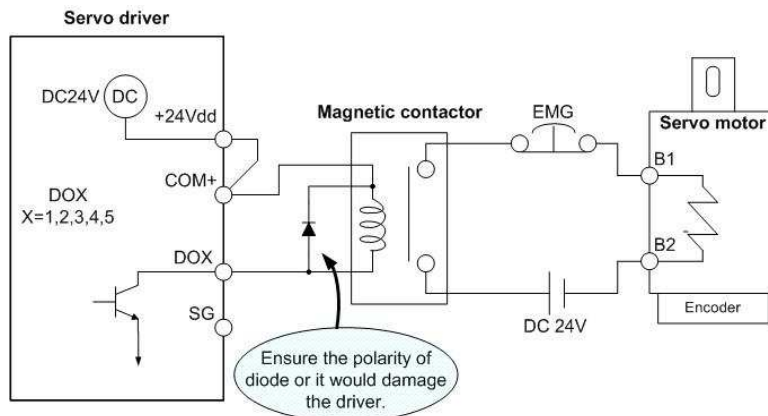 Servo driver
DC24V
DC
+24Vdd
COM+
DOX
X=1,2,3,4,5
DOX
SG
Magnetic contactor
EMG
Servo motor
B1
B2
DC 24V
Encoder
Ensure the polarity of
diode or it would damage
the driver.